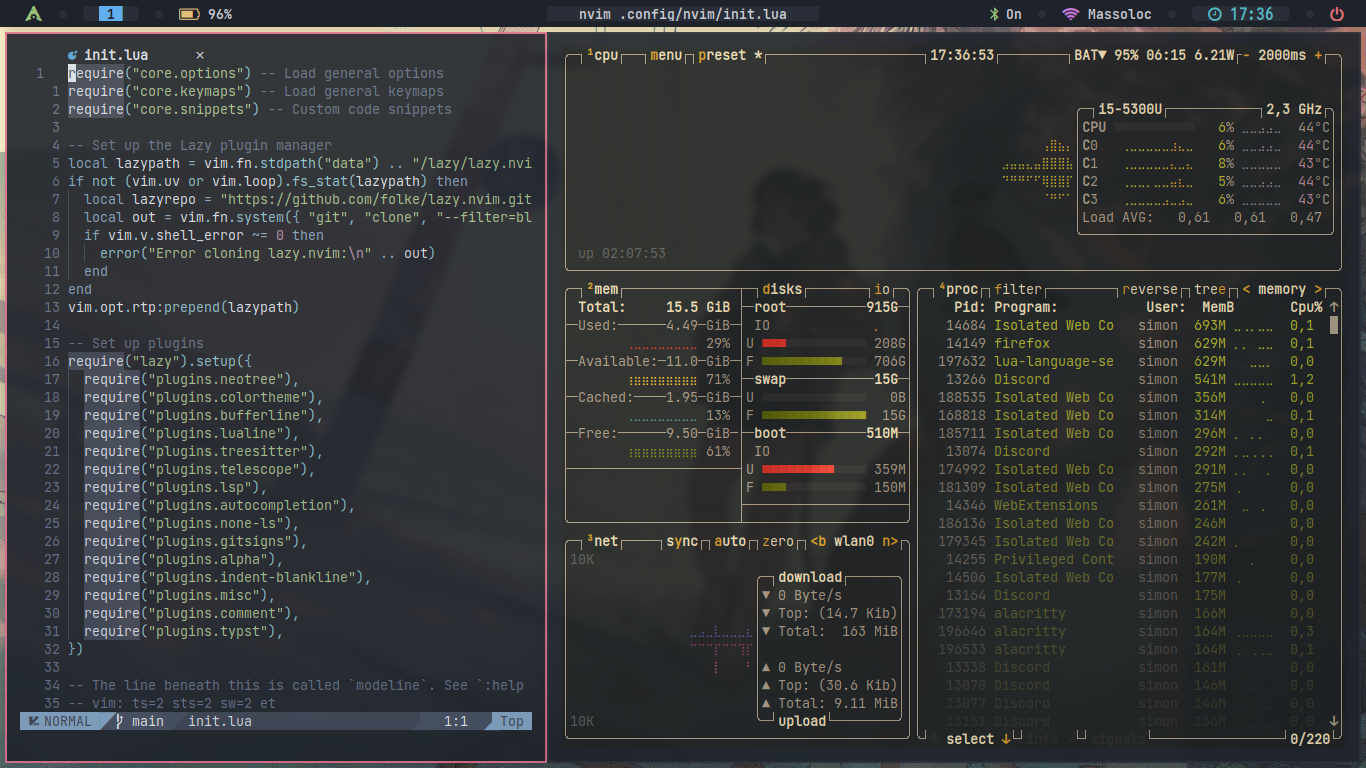 1
96%
nvim .config/nvim/init.lua
On
Massoloc
17:36
init.lua ×
1 require("core.options") -- Load general options
1 require("core.keymaps") -- Load general keymaps
2 require("core.snippets") -- Custom code snippets
3
4 -- Set up the Lazy plugin manager
5 local lazypath = vim.fn.stdpath("data") .. "/lazy/lazy.nvi
6 if not (vim.uv or vim.loop).fs_stat(lazypath) then
7 local lazyrepo = "https://github.com/folke/lazy.nvim.git
8 local out = vim.fn.system({ "git", "clone", "--filter=bl
9 if vim.v.shell_error ~= 0 then
10 error("Error cloning lazy.nvim:\n" .. out)
11 end
12 end
13 vim.opt.rtp:prepend(lazypath)
14
15 -- Set up plugins
16 require("lazy").setup({
17 require("plugins.neotree"),
18 require("plugins.colortheme"),
19 require("plugins.bufferline"),
20 require("plugins.lualine"),
21 require("plugins.treesitter"),
22 require("plugins.telescope"),
23 require("plugins.lsp"),
24 require("plugins.autocompletion"),
25 require("plugins.none-ls"),
26 require("plugins.gitsigns"),
27 require("plugins.alpha"),
28 require("plugins.indent-blankline"),
29 require("plugins.misc"),
30 require("plugins.comment"),
31 require("plugins.typst"),
32 })
33
34 -- The line beneath this is called `modeline`. See `:help
35 -- vim: ts=2 sts=2 sw=2 et
NORMAL main init.lua 1:1 Top
¹cpu menu preset * 17:36:53 BAT▼ 95% 06:15 6.21W - 2000ms +
i5-5300U 2,3 GHz
CPU 6% 44°C
C0 6% 44°C
C1 8% 43°C
C2 5% 44°C
C3 6% 43°C
Load AVG: 0,61 0,61 0,47
up 02:07:53
²mem disks io
Total: 15.5 GiB
Used: 4.49 GiB
29%
Available: 11.0 GiB
71%
Cached: 1.95 GiB
13%
Free: 9.50 GiB
61%
root 915G
IO
U 208G
F 706G
swap 15G
U 0B
F 15G
boot 510M
IO
U 359M
F 150M
³net sync auto zero <b wlan0 n>
10K
download
▼ 0 Byte/s
▼ Top: (14.7 Kib)
▼ Total: 163 MiB
▲ 0 Byte/s
▲ Top: (30.6 Kib)
▲ Total: 9.11 MiB
upload
10K
⁴proc filter reverse tree < memory >
Pid: Program: User: MemB Cpu% ↑
14684 Isolated Web Co simon 693M 0,1
14149 firefox simon 629M 0,1
197632 lua-language-se simon 629M 0,0
13266 Discord simon 541M 1,2
188535 Isolated Web Co simon 356M 0,0
168818 Isolated Web Co simon 314M 0,1
185711 Isolated Web Co simon 296M 0,0
13074 Discord simon 292M 0,1
174992 Isolated Web Co simon 291M 0,0
181309 Isolated Web Co simon 275M 0,0
14346 WebExtensions simon 261M 0,0
186136 Isolated Web Co simon 246M 0,0
179345 Isolated Web Co simon 242M 0,0
14255 Privileged Cont simon 190M 0,0
14506 Isolated Web Co simon 177M 0,0
13164 Discord simon 175M 0,0
173194 alacritty simon 166M 0,0
196646 alacritty simon 164M 0,3
196533 alacritty simon 164M 0,1
13338 Discord simon 161M 0,0
13078 Discord simon 146M 0,0
13077 Discord simon 146M 0,0
13151 Discord simon 136M 0,0
↑ select ↓ info signals 0/220